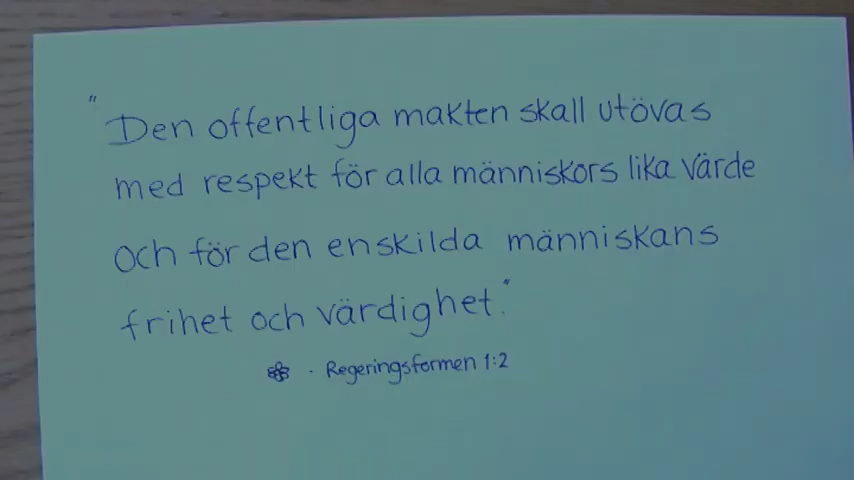 "Den offentliga makten skall utövas
med respekt för alla människors lika värde
och för den enskilda människans
frihet och värdighet."
- Regeringsformen 1:2